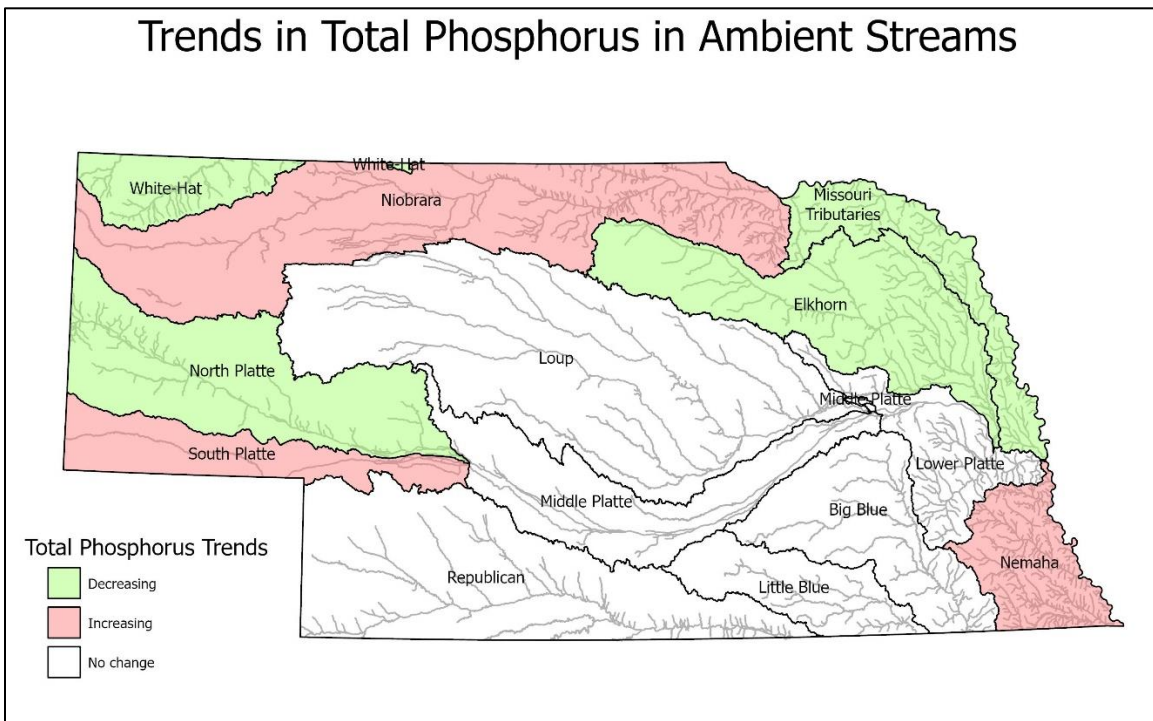 Trends in Total Phosphorus in Ambient Streams
White-Hat
White-Hat
Niobrara
Missouri
Tributaries
Elkhorn
Loup
North Platte
Middle Platte
South Platte
Lower Platte
Middle Platte
Big Blue
Nemaha
Republican
Little Blue
Total Phosphorus Trends
Decreasing
Increasing
No change